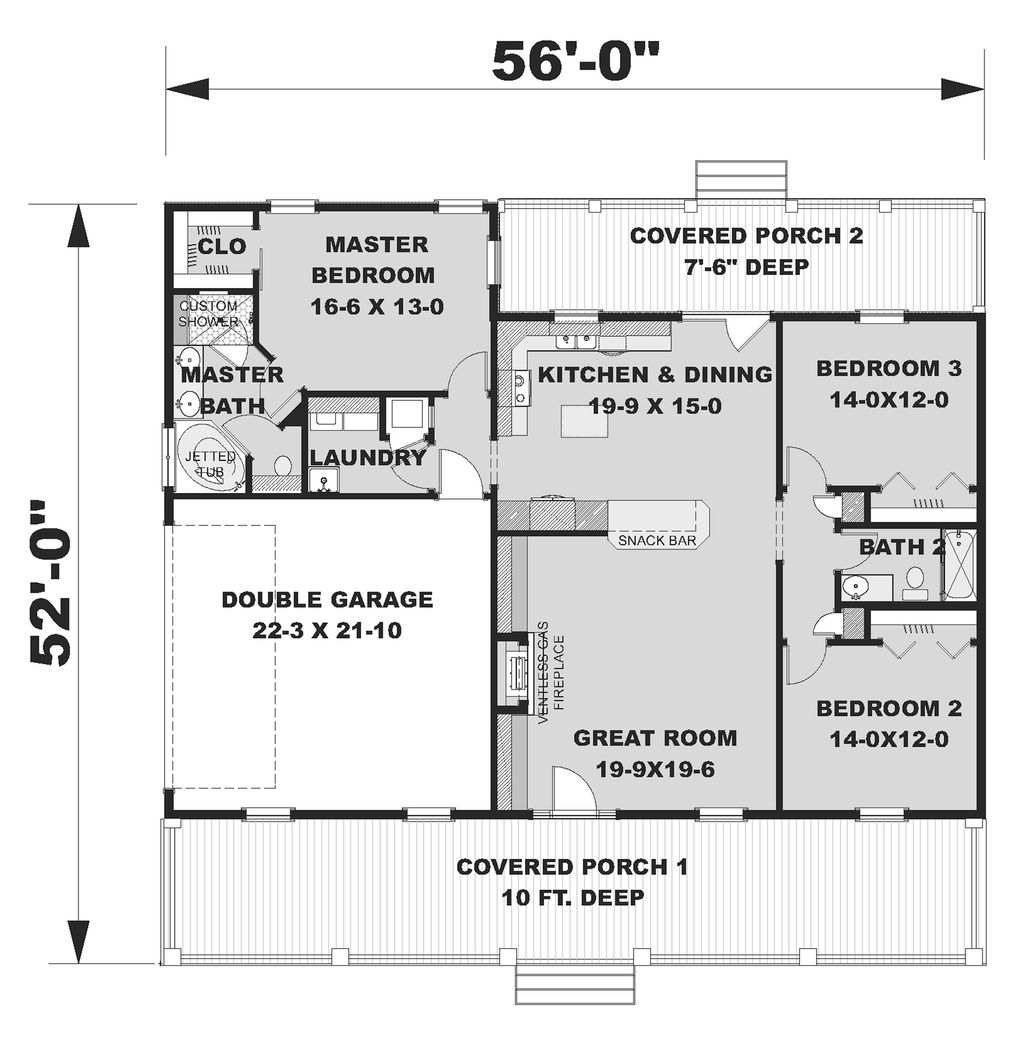 56'-0"
52'-0"
CLO
MASTER
BEDROOM
16-6 X 13-0
COVERED PORCH 2
7'-6" DEEP
CUSTOM
SHOWER
MASTER
BATH
JETTED
TUB
LAUNDRY
KITCHEN & DINING
19-9 X 15-0
BEDROOM 3
14-0X12-0
SNACK BAR
BATH 2
DOUBLE GARAGE
22-3 X 21-10
VENTLESS GAS
FIREPLACE
GREAT ROOM
19-9X19-6
BEDROOM 2
14-0X12-0
COVERED PORCH 1
10 FT. DEEP